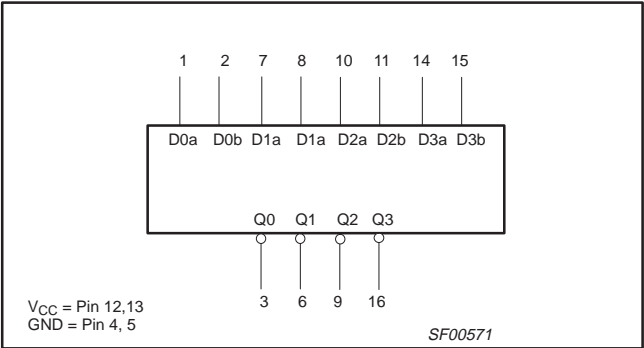 1 2 7 8 10 11 14 15
D0a D0b D1a D1a D2a D2b D3a D3b
Q0 Q1 Q2 Q3
3 6 9 16
VCC = Pin 12,13
GND = Pin 4, 5
SF00571